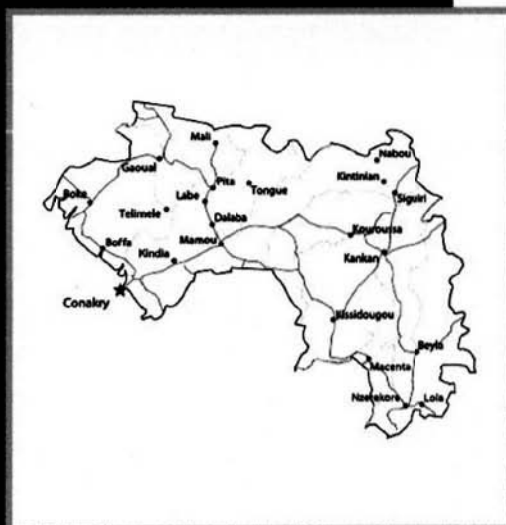 Mali
Nabou
Gaoual
Kintinian
Pita
Tongue
Siguiri
Boke
Labe
Telimele
Dalaba
Kouroussa
Boffa
Mamou
Kindia
Kankan
Conakry
Kissidougou
Beyla
Macenta
Nzerekore
Lola